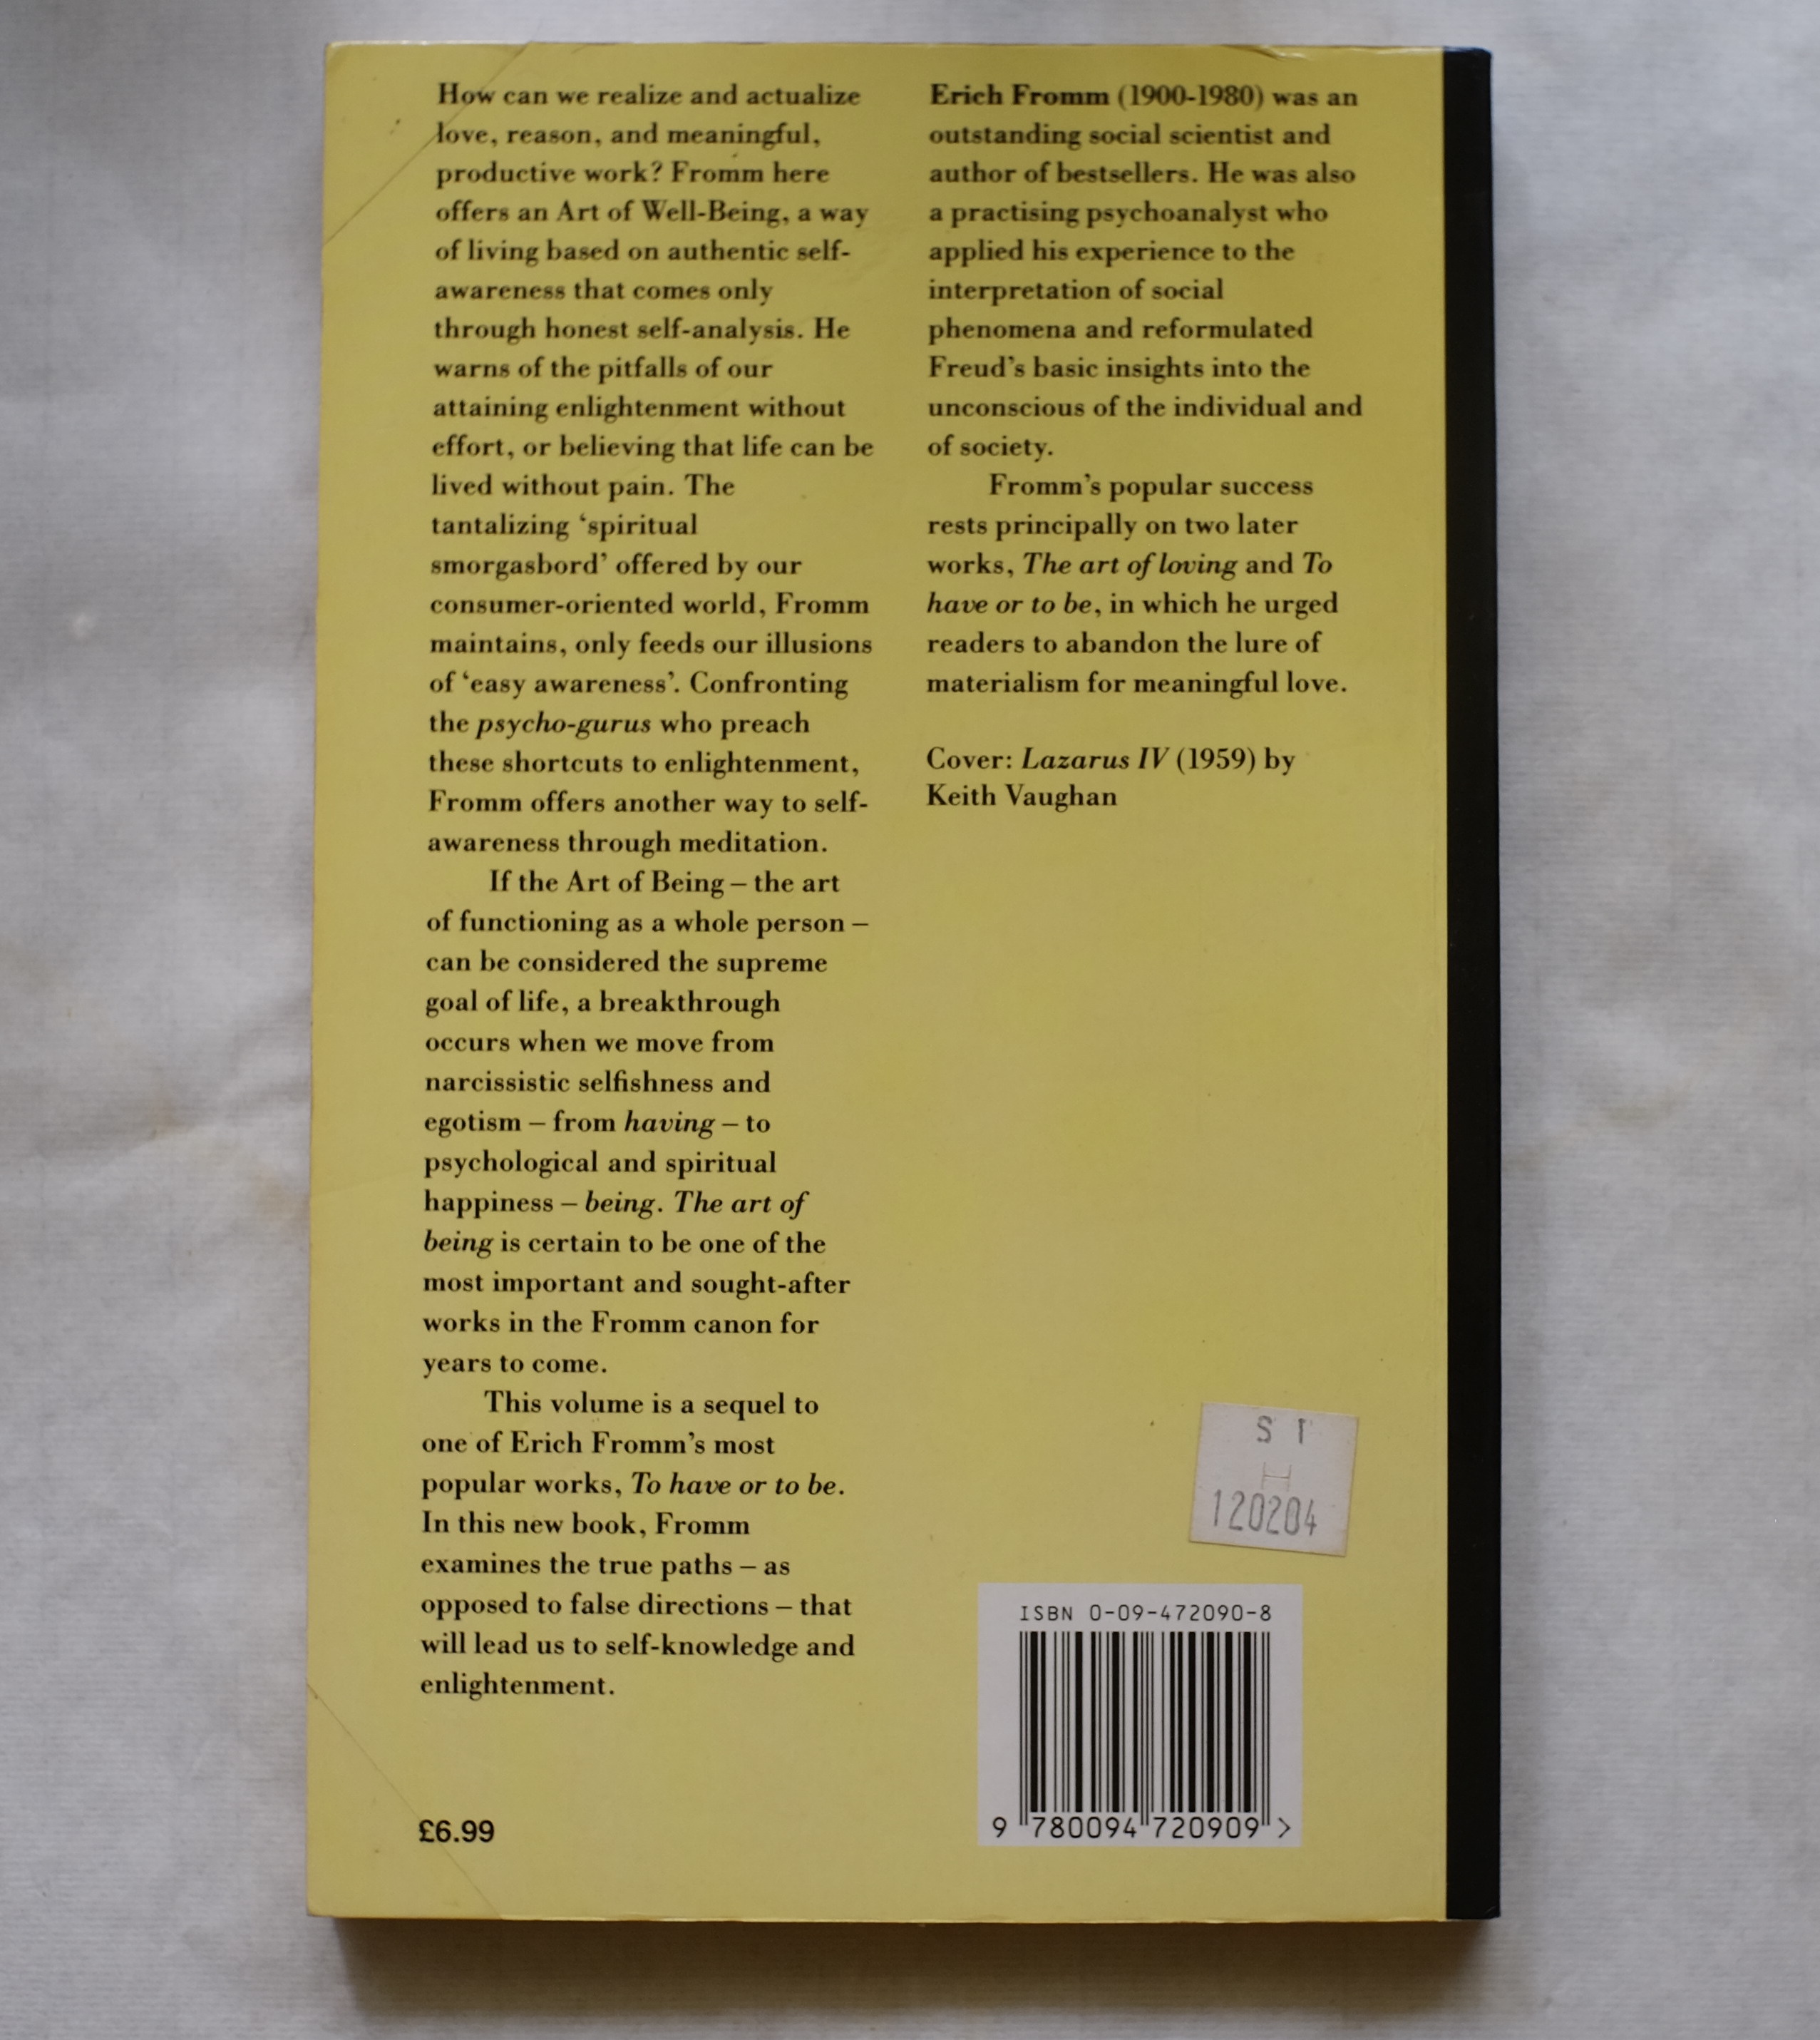 How can we realize and actualize
love, reason, and meaningful,
productive work? Fromm here
offers an Art of Well-Being, a way
of living based on authentic self-
awareness that comes only
through honest self-analysis. He
warns of the pitfalls of our
attaining enlightenment without
effort, or believing that life can be
lived without pain. The
tantalizing ‘spiritual
smorgasbord’ offered by our
consumer-oriented world, Fromm
maintains, only feeds our illusions
of ‘easy awareness’. Confronting
the psycho-gurus who preach
these shortcuts to enlightenment,
Fromm offers another way to self-
awareness through meditation.
If the Art of Being – the art
of functioning as a whole person –
can be considered the supreme
goal of life, a breakthrough
occurs when we move from
narcissistic selfishness and
egotism – from having – to
psychological and spiritual
happiness – being. The art of
being is certain to be one of the
most important and sought-after
works in the Fromm canon for
years to come.
This volume is a sequel to
one of Erich Fromm’s most
popular works, To have or to be.
In this new book, Fromm
examines the true paths – as
opposed to false directions – that
will lead us to self-knowledge and
enlightenment.
£6.99
Erich Fromm (1900-1980) was an
outstanding social scientist and
author of bestsellers. He was also
a practising psychoanalyst who
applied his experience to the
interpretation of social
phenomena and reformulated
Freud’s basic insights into the
unconscious of the individual and
of society.
Fromm’s popular success
rests principally on two later
works, The art of loving and To
have or to be, in which he urged
readers to abandon the lure of
materialism for meaningful love.
Cover: Lazarus IV (1959) by
Keith Vaughan
120204
ISBN 0-09-472090-8
9 780094 720909 >